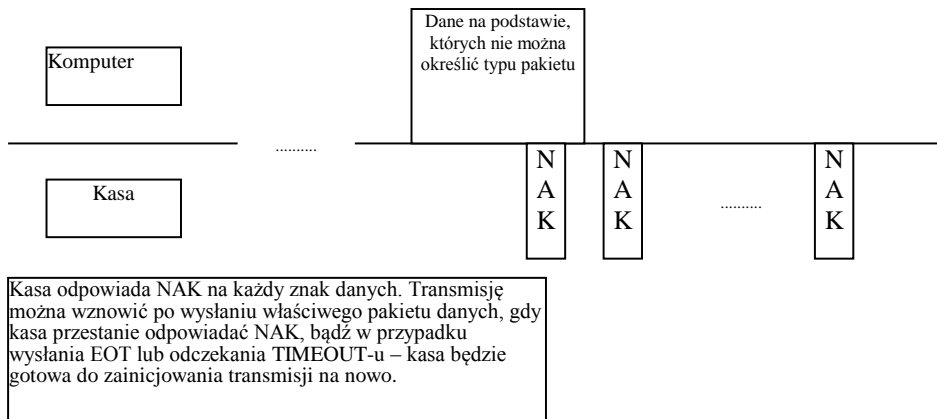 Dane na podstawie,
których nie można
określić typu pakietu
Komputer
..........
N
A
K
N
A
K
..........
N
A
K
Kasa
Kasa odpowiada NAK na każdy znak danych. Transmisję
można wznowić po wysłaniu właściwego pakietu danych, gdy
kasa przestanie odpowiadać NAK, bądź w przypadku
wysłania EOT lub odczekania TIMEOUT-u – kasa będzie
gotowa do zainicjowania transmisji na nowo.